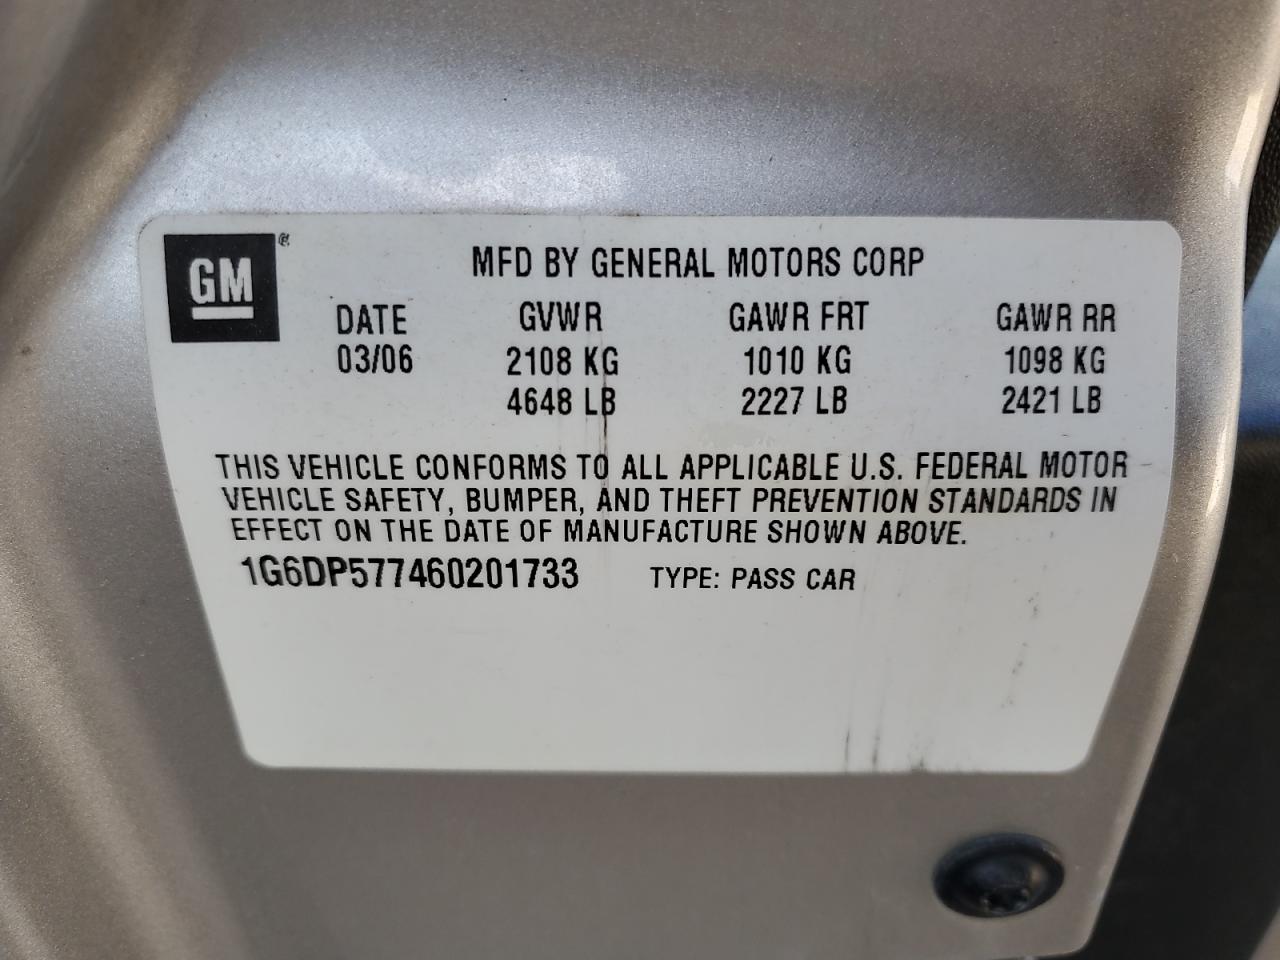 GM®
MFD BY GENERAL MOTORS CORP
DATE GVWR GAWR FRT GAWR RR
03/06 2108 KG 1010 KG 1098 KG
4648 LB 2227 LB 2421 LB
THIS VEHICLE CONFORMS TO ALL APPLICABLE U.S. FEDERAL MOTOR
VEHICLE SAFETY, BUMPER, AND THEFT PREVENTION STANDARDS IN
EFFECT ON THE DATE OF MANUFACTURE SHOWN ABOVE.
1G6DP577460201733 TYPE: PASS CAR